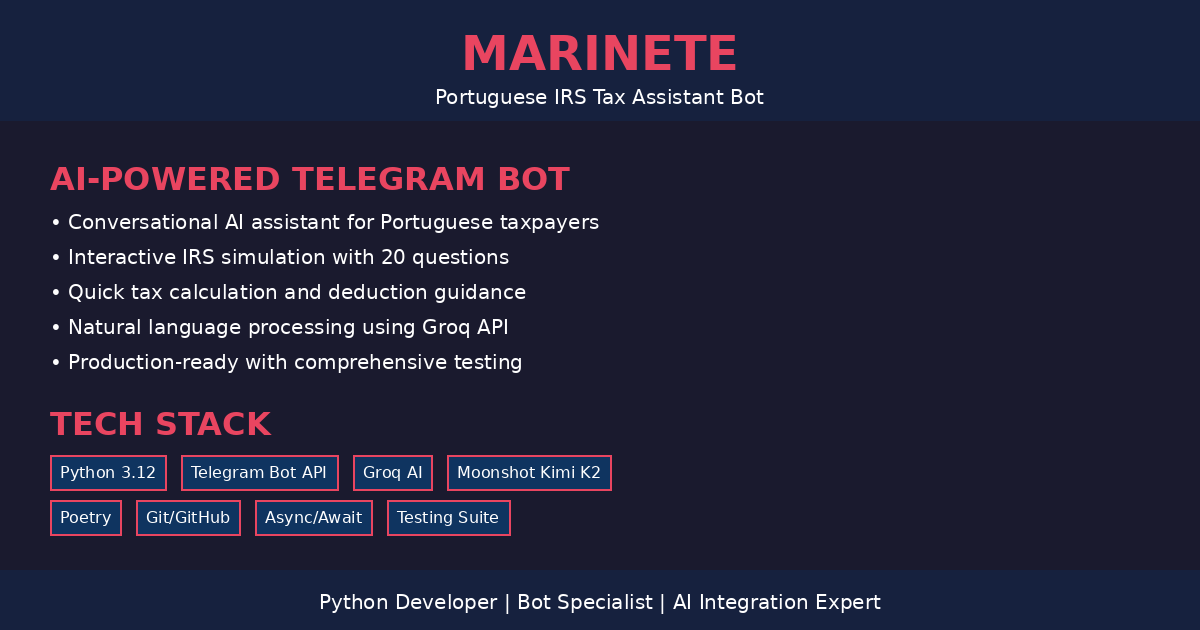 MARINETE
Portuguese IRS Tax Assistant Bot
AI-POWERED TELEGRAM BOT
• Conversational AI assistant for Portuguese taxpayers
• Interactive IRS simulation with 20 questions
• Quick tax calculation and deduction guidance
• Natural language processing using Groq API
• Production-ready with comprehensive testing
TECH STACK
Python 3.12 Telegram Bot API Groq AI Moonshot Kimi K2
Poetry Git/GitHub Async/Await Testing Suite
Python Developer | Bot Specialist | AI Integration Expert